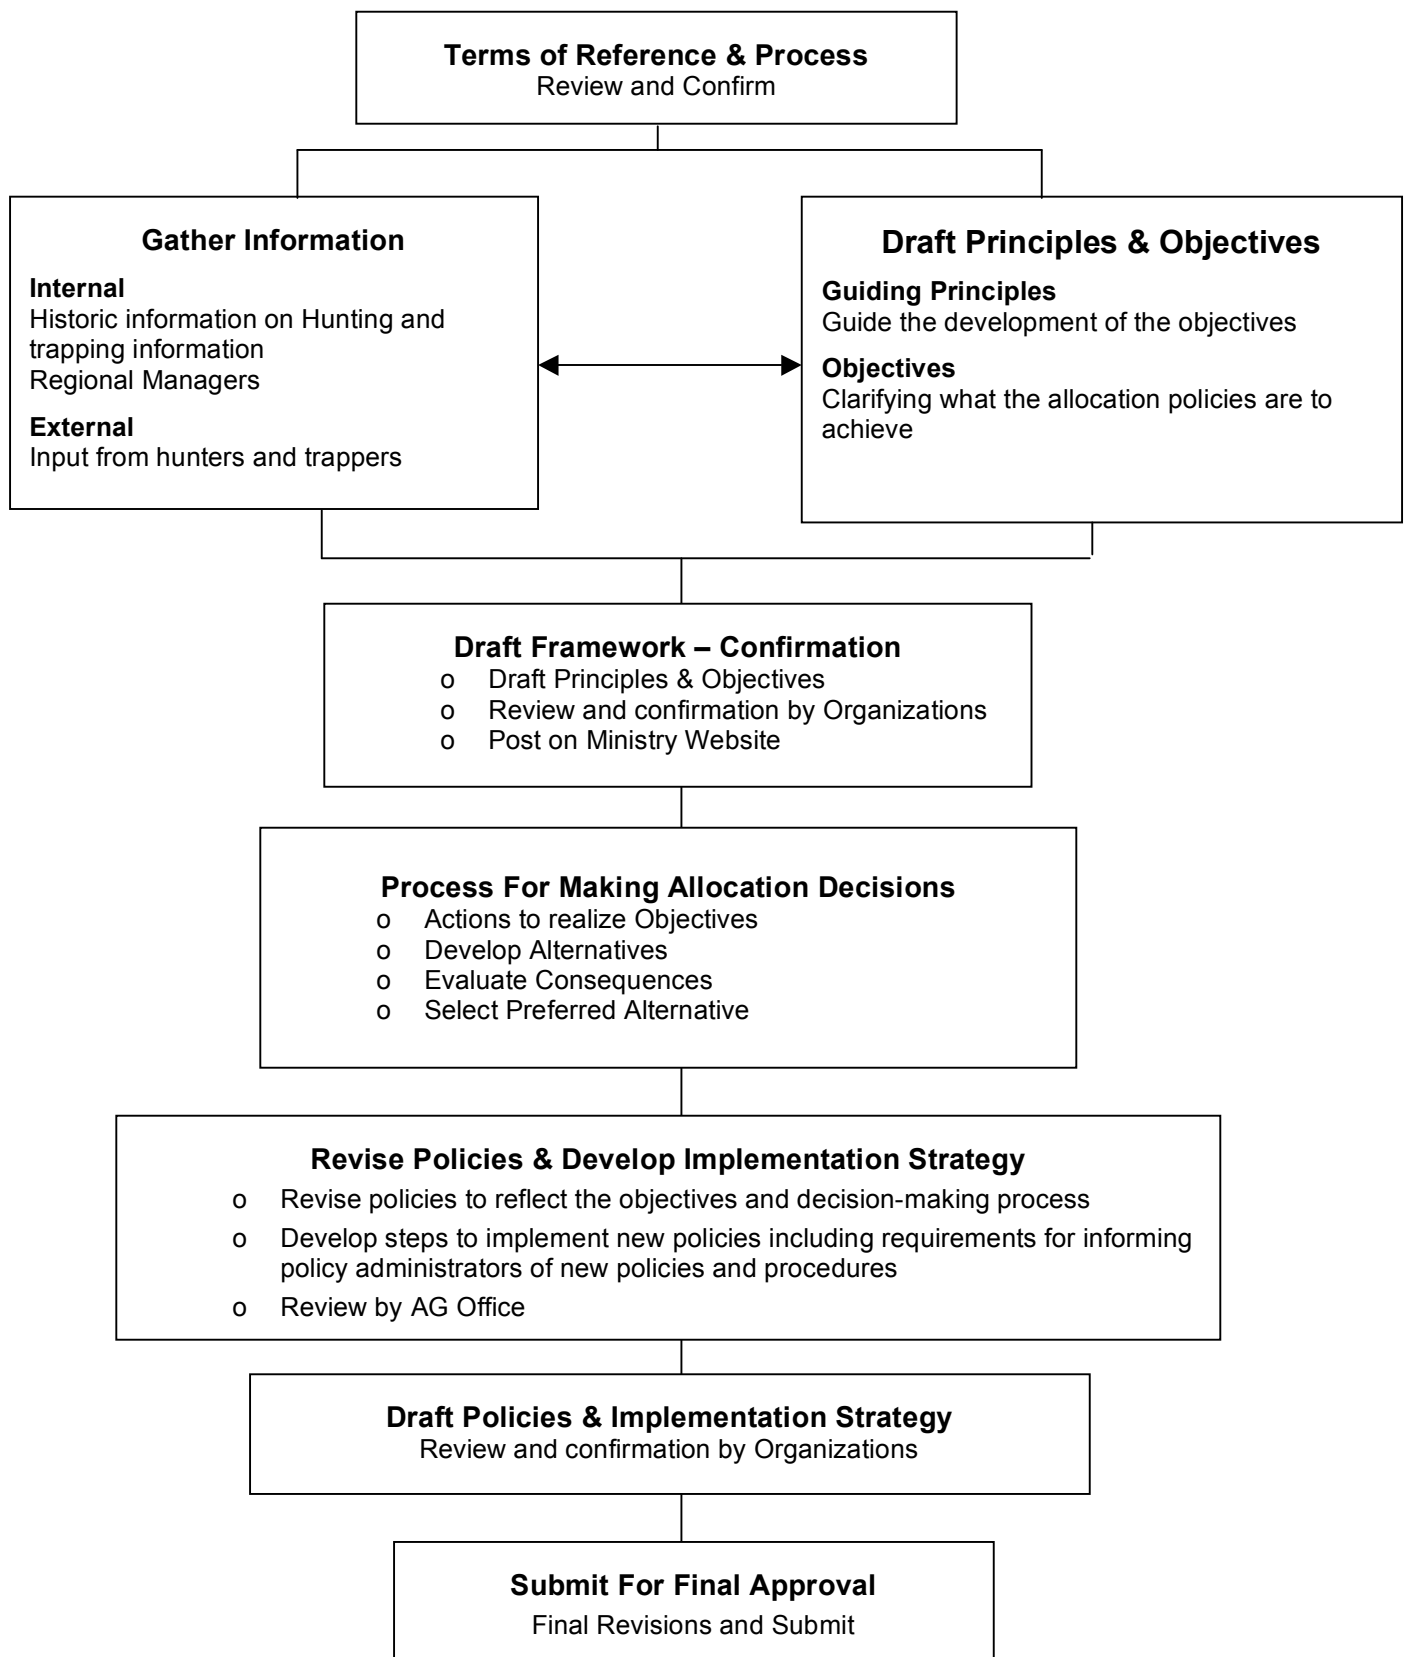 Terms of Reference & Process
Review and Confirm
Gather Information
Internal
Historic information on Hunting and
trapping information
Regional Managers
External
Input from hunters and trappers
Draft Principles & Objectives
Guiding Principles
Guide the development of the objectives
Objectives
Clarifying what the allocation policies are to
achieve
Draft Framework – Confirmation
o Draft Principles & Objectives
o Review and confirmation by Organizations
o Post on Ministry Website
Process For Making Allocation Decisions
o Actions to realize Objectives
o Develop Alternatives
o Evaluate Consequences
o Select Preferred Alternative
Revise Policies & Develop Implementation Strategy
o Revise policies to reflect the objectives and decision-making process
o Develop steps to implement new policies including requirements for informing
policy administrators of new policies and procedures
o Review by AG Office
Draft Policies & Implementation Strategy
Review and confirmation by Organizations
Submit For Final Approval
Final Revisions and Submit